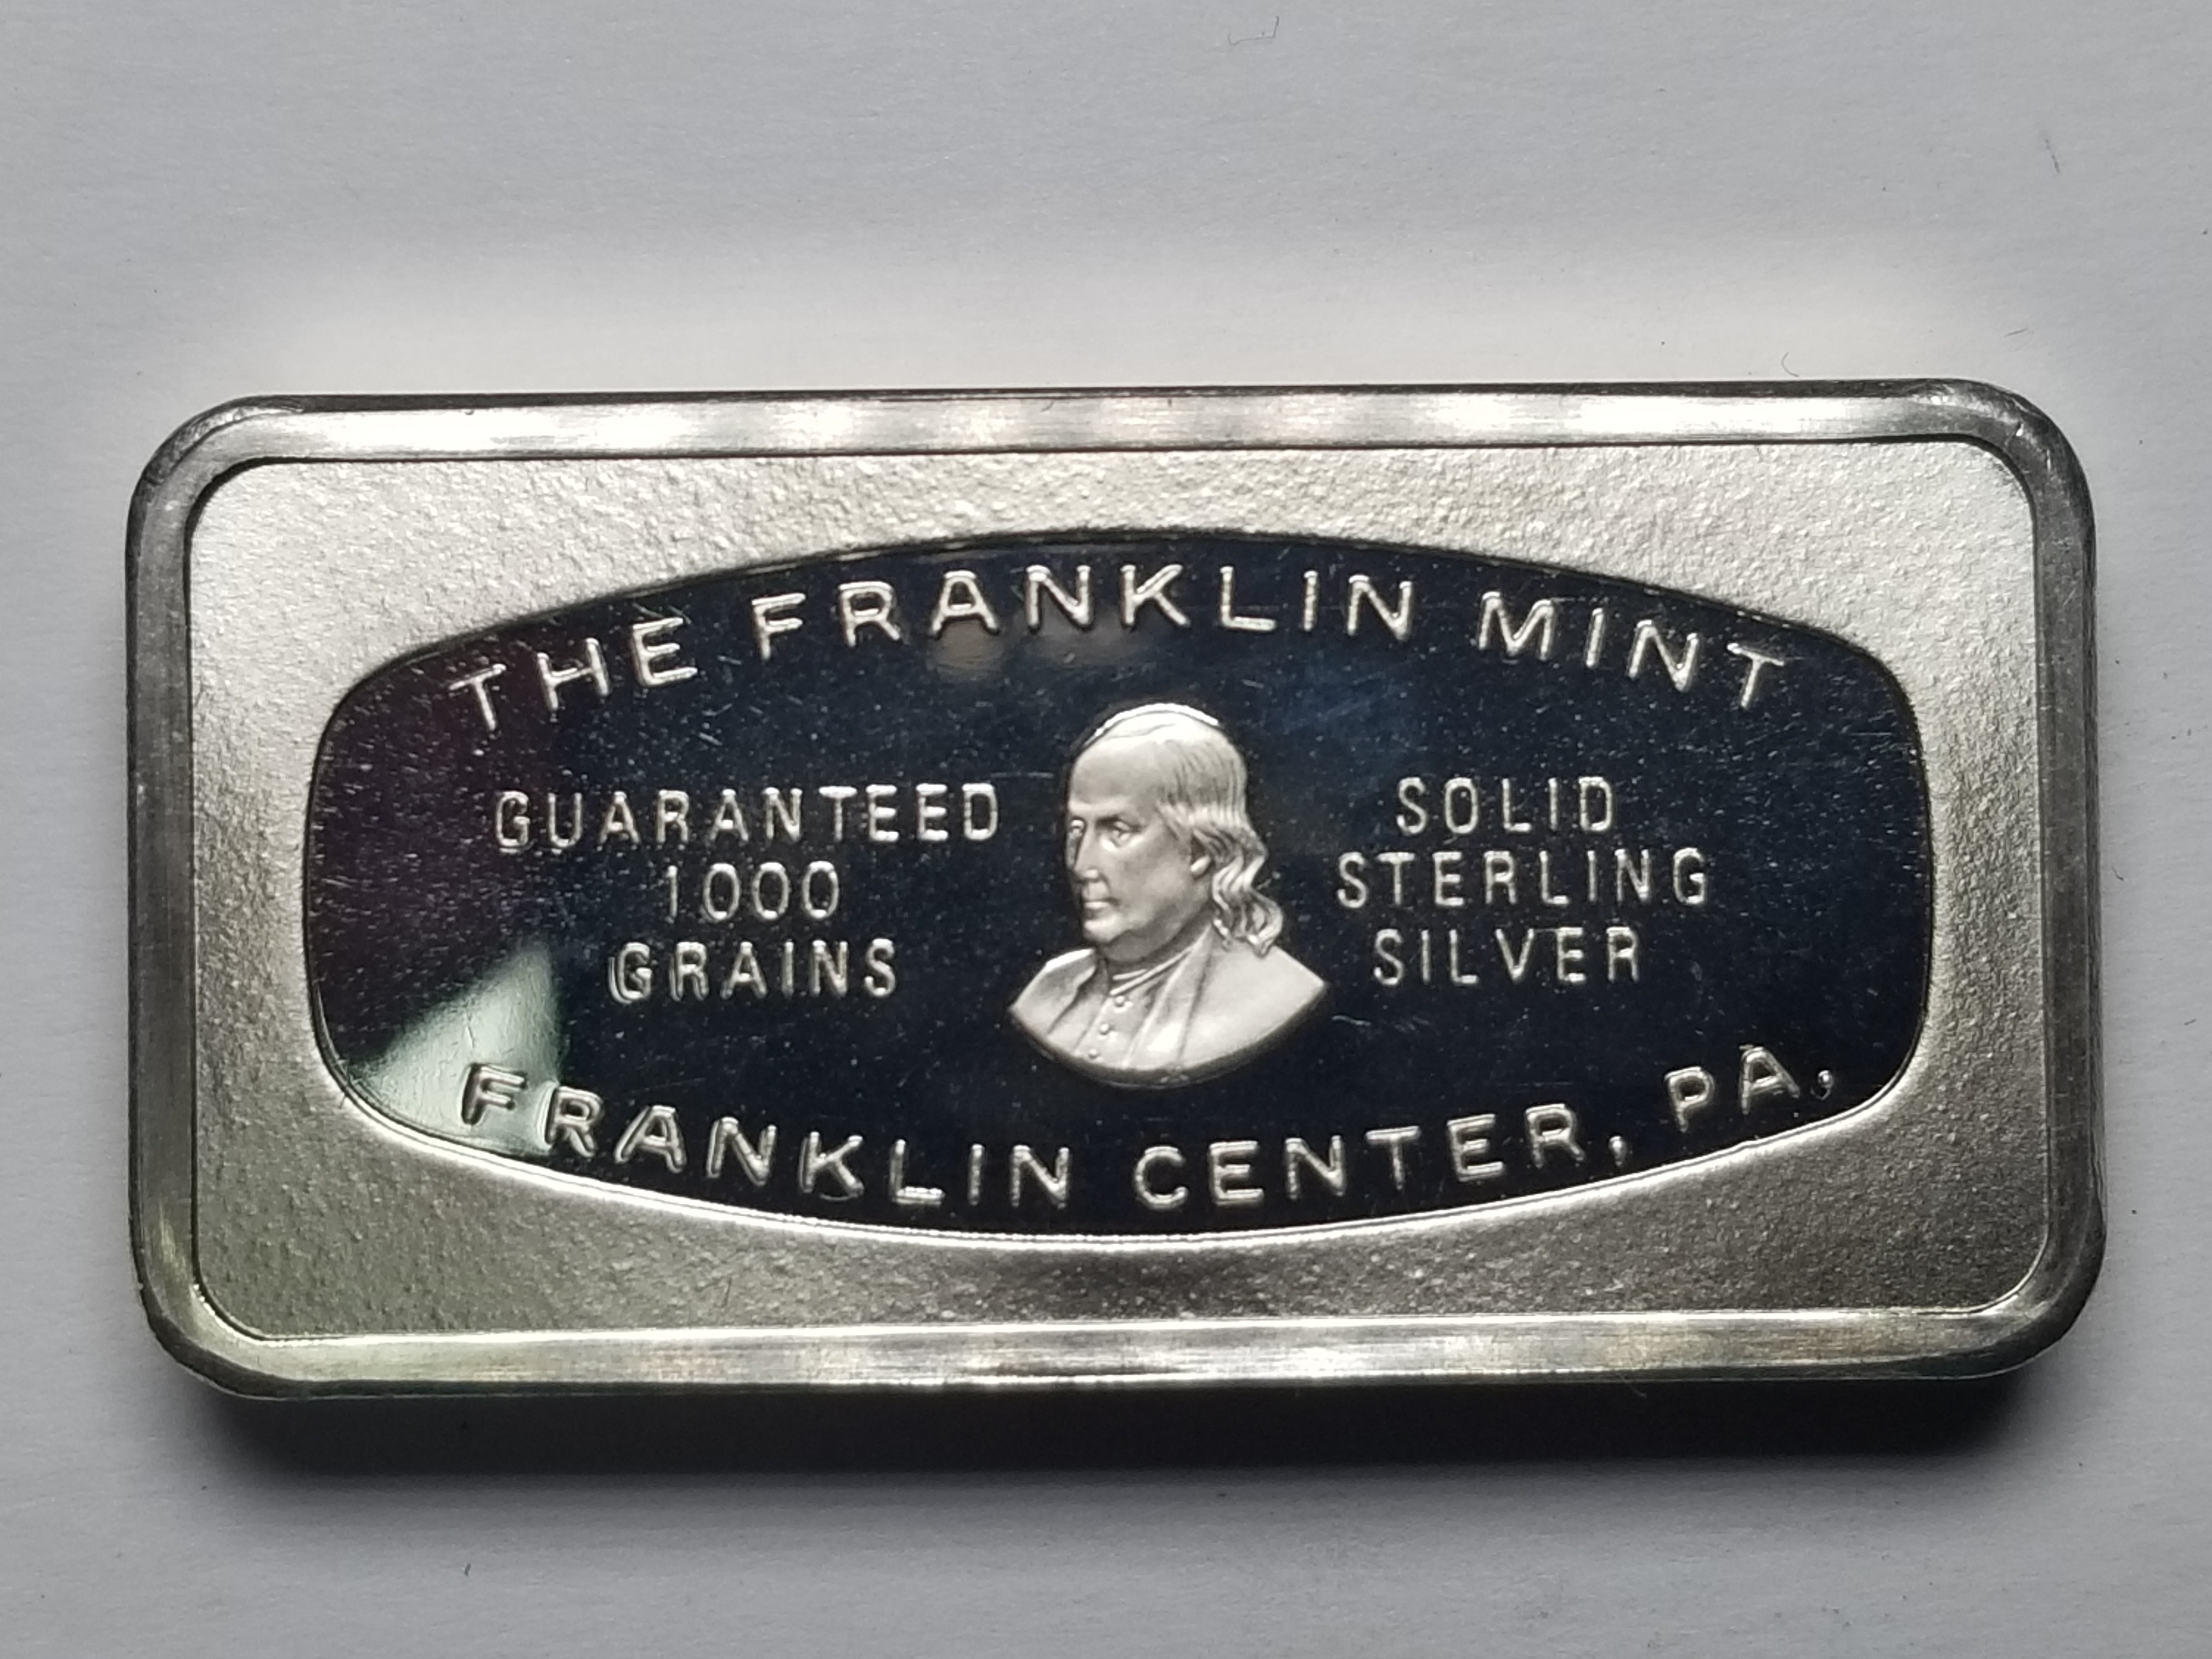 THE FRANKLIN MINT
GUARANTEED
1000
GRAINS
SOLID
STERLING
SILVER
FRANKLIN CENTER, PA.